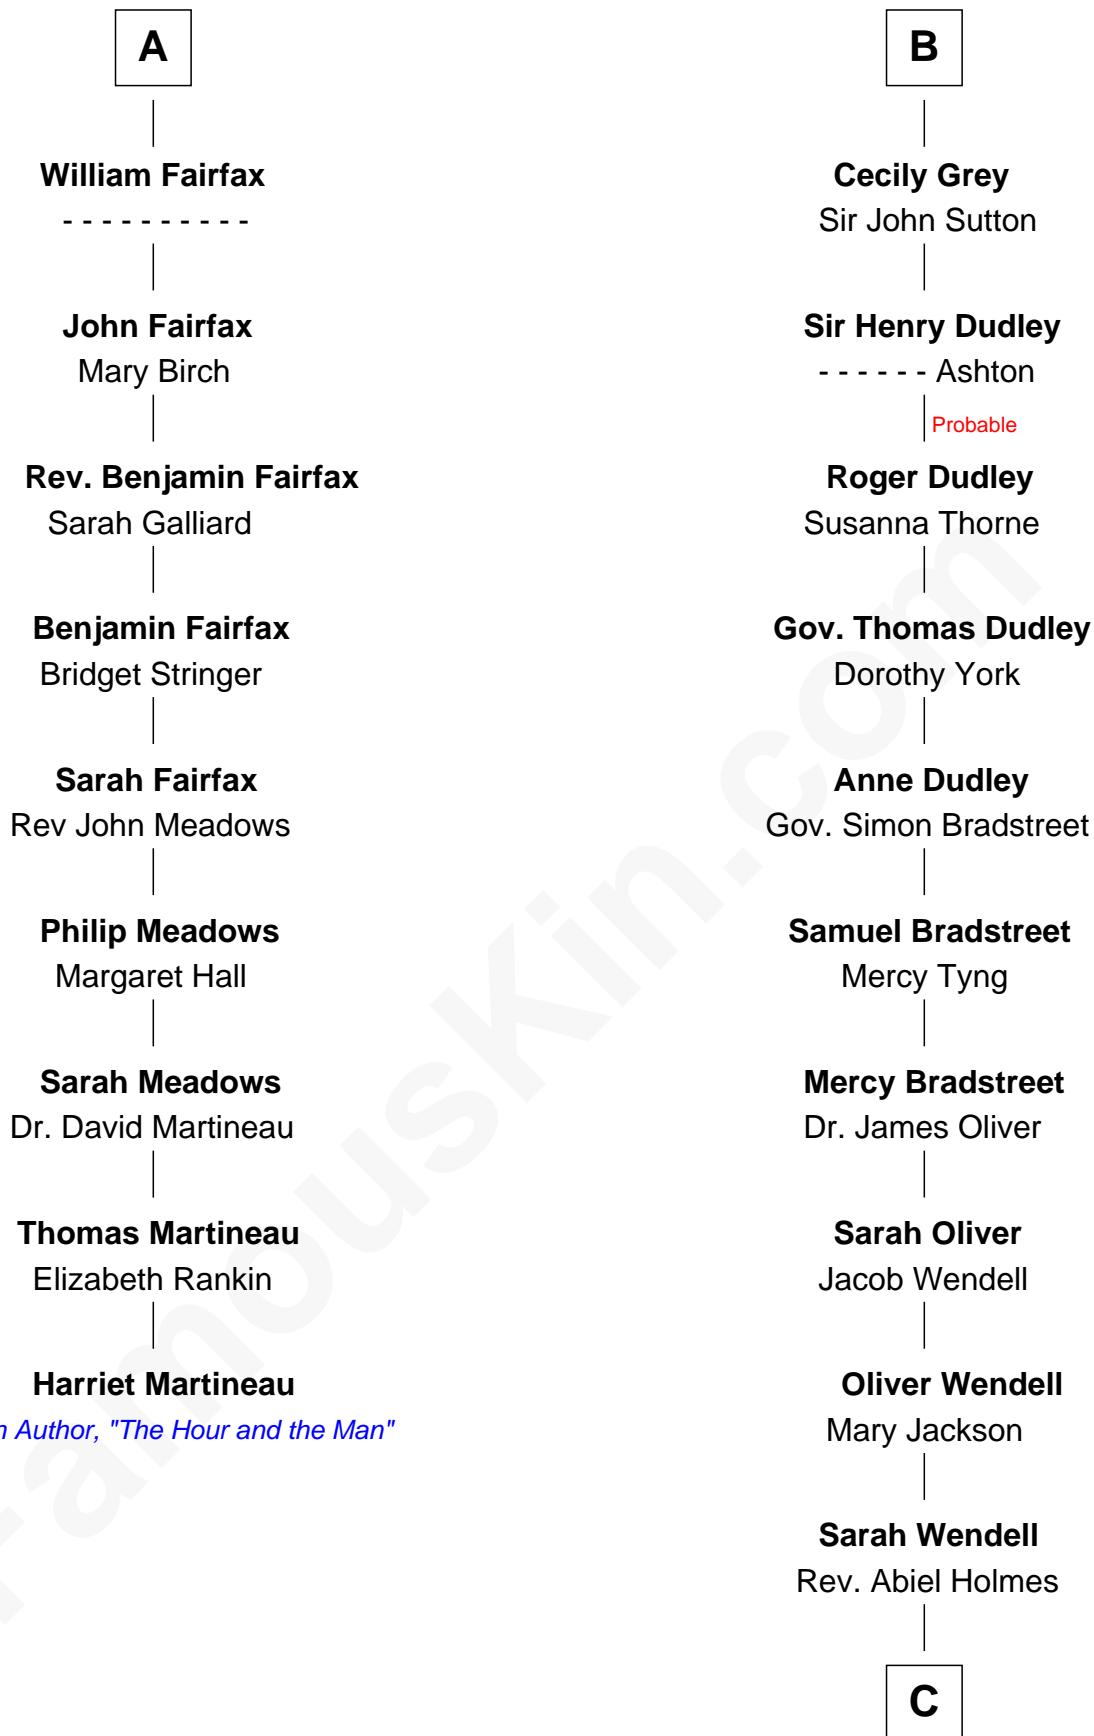 A
William Fairfax
- - - - - - - - - -
John Fairfax
Mary Birch
Rev. Benjamin Fairfax
Sarah Galliard
Benjamin Fairfax
Bridget Stringer
Sarah Fairfax
Rev John Meadows
Philip Meadows
Margaret Hall
Sarah Meadows
Dr. David Martineau
Thomas Martineau
Elizabeth Rankin
Harriet Martineau
Author, "The Hour and the Man"
B
Cecily Grey
Sir John Sutton
Sir Henry Dudley
- - - - - - Ashton
Probable
Roger Dudley
Susanna Thorne
Gov. Thomas Dudley
Dorothy York
Anne Dudley
Gov. Simon Bradstreet
Samuel Bradstreet
Mercy Tyng
Mercy Bradstreet
Dr. James Oliver
Sarah Oliver
Jacob Wendell
Oliver Wendell
Mary Jackson
Sarah Wendell
Rev. Abiel Holmes
C
FamousKin.com